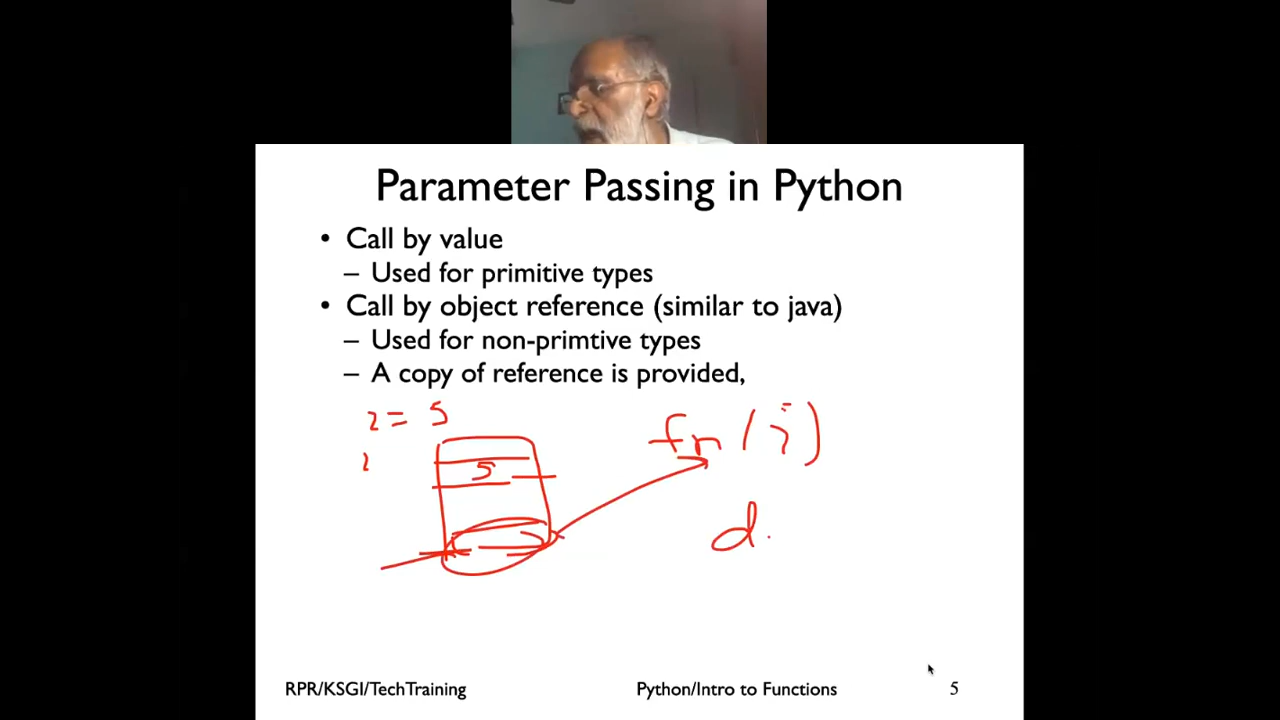 Parameter Passing in Python
• Call by value
– Used for primitive types
• Call by object reference (similar to java)
– Used for non-primtive types
– A copy of reference is provided,
= 5
fn(i)
5
d.
RPR/KSGI/TechTraining
Python/Intro to Functions
5